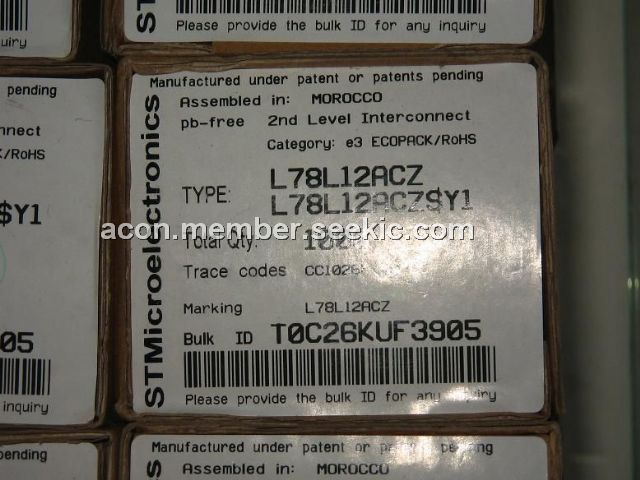 Please provide the bulk ID for any inquiry
iquiry
pending
nnect
K/RoHS
$Y1
05
inquiry
pending
STMicroelectronics
Manufactured under patent or patents pending
Assembled in: MOROCCO
pb-free 2nd Level Interconnect
Category: e3 ECOPACK/RoHS
TYPE: L78L12ACZ
L78L12ACZ$Y1
acon.member.seekic.com
Total Qty:
Trace codes
Marking L78L12ACZ
Bulk ID T0C26KUF3905
Please provide the bulk ID for any inquiry
Manufactured under patent or patents pending
Assembled in: MOROCCO